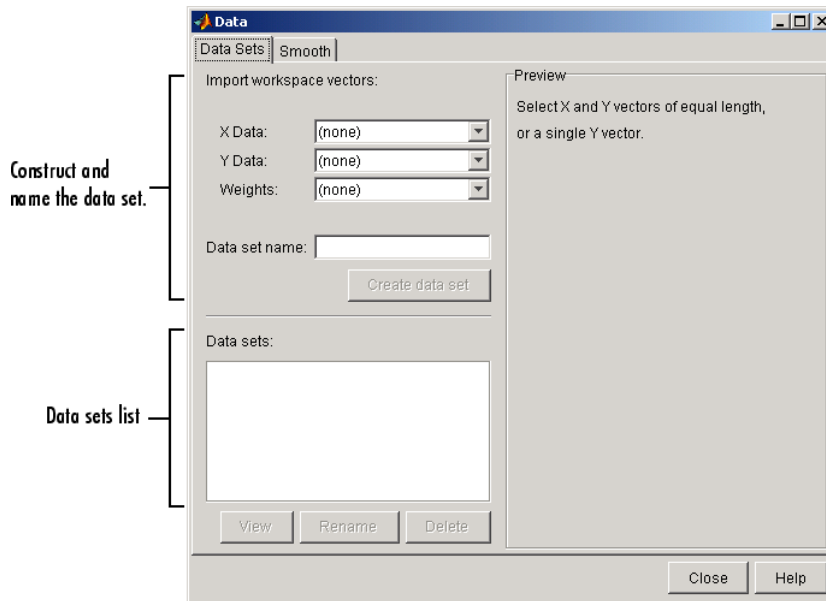 Data
Data Sets
Smooth
Import workspace vectors:
X Data:
(none)
Y Data:
(none)
Weights:
(none)
Data set name:
Create data set
Construct and
name the data set.
Data sets:
Data sets list
View
Rename
Delete
Preview
Select X and Y vectors of equal length,
or a single Y vector.
Close
Help